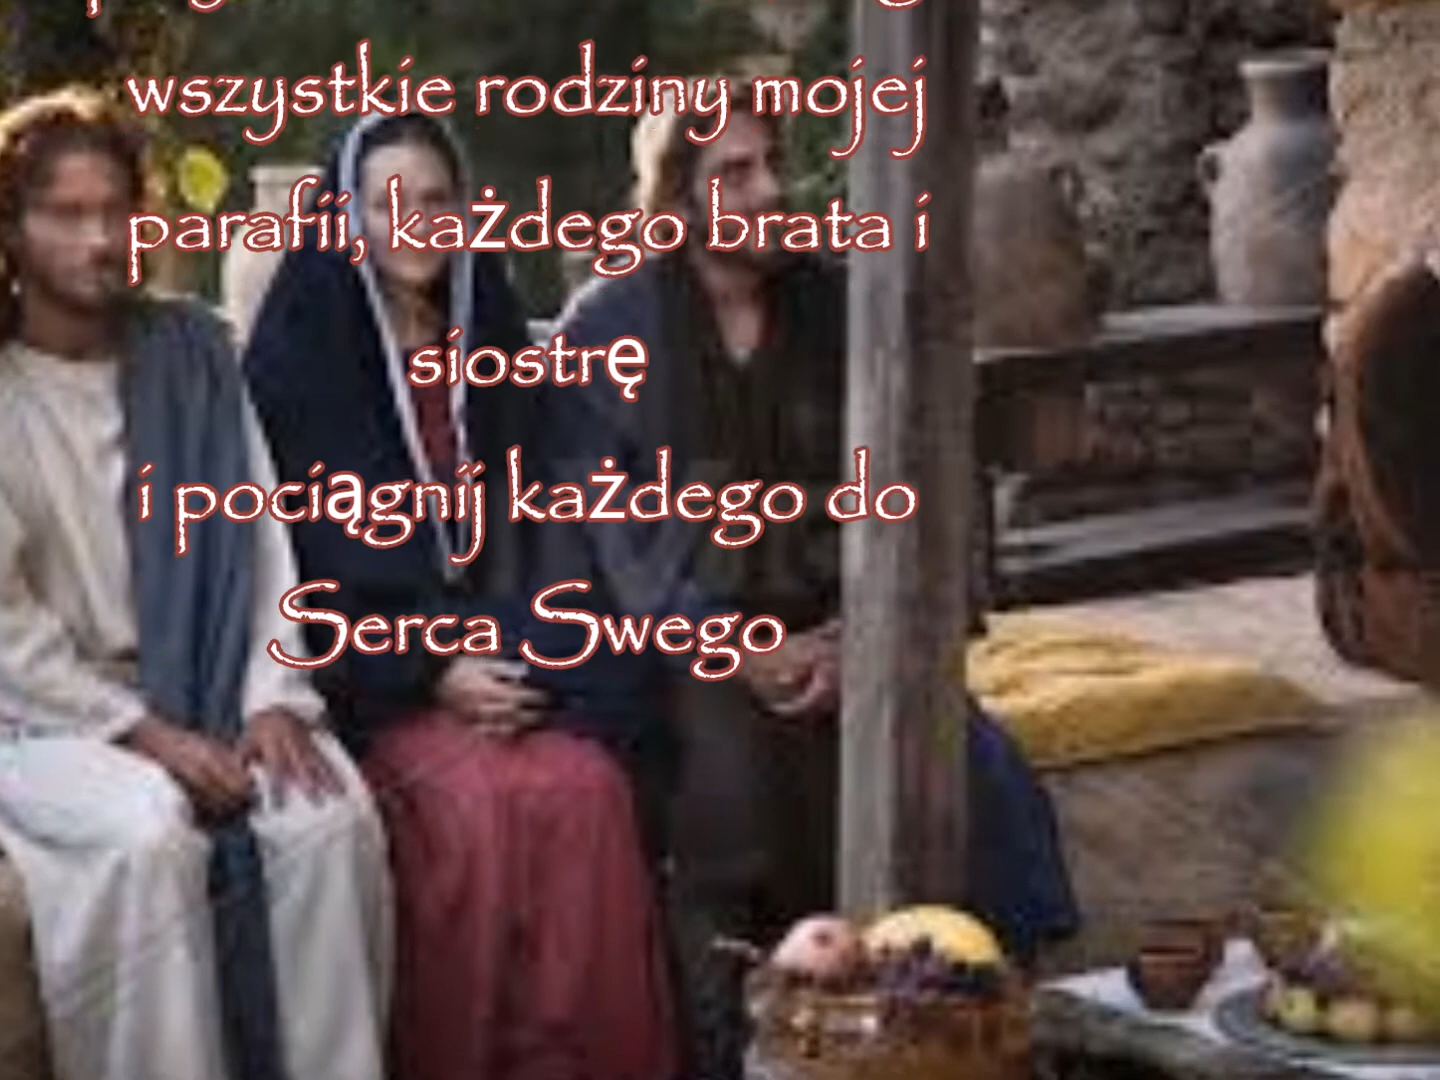 wszystkie rodziny mojej
parafii, każdego brata i
siostrę
i pociągnij każdego do
Serca Swego